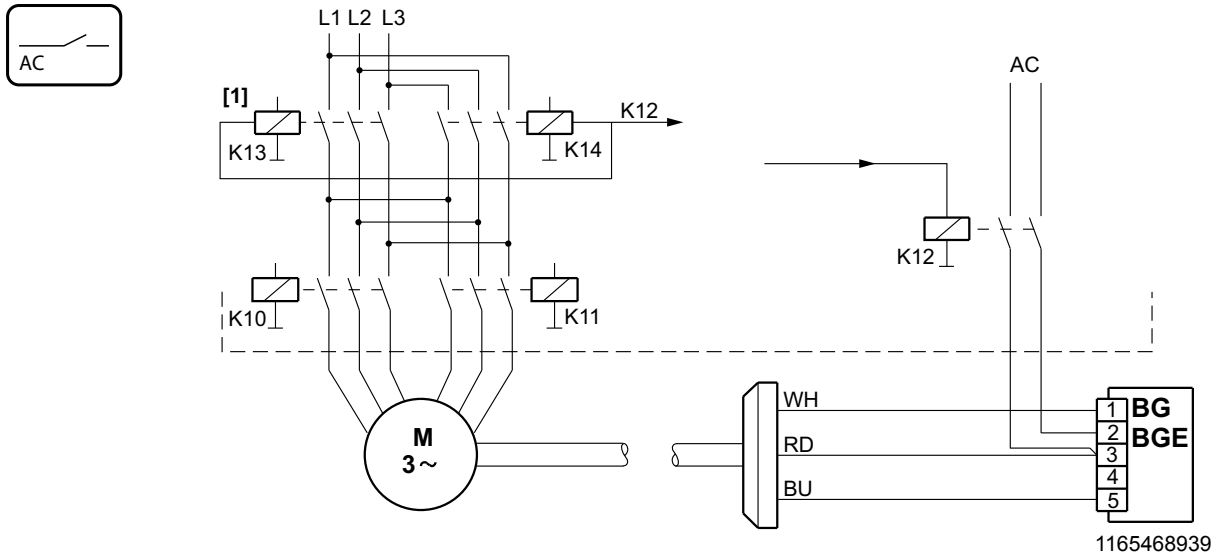 AC
L1 L2 L3
[1]
K13
K14
K12
AC
K12
K10
K11
M
3~
WH
RD
BU
1
2
3
4
5
BG
BGE
1165468939